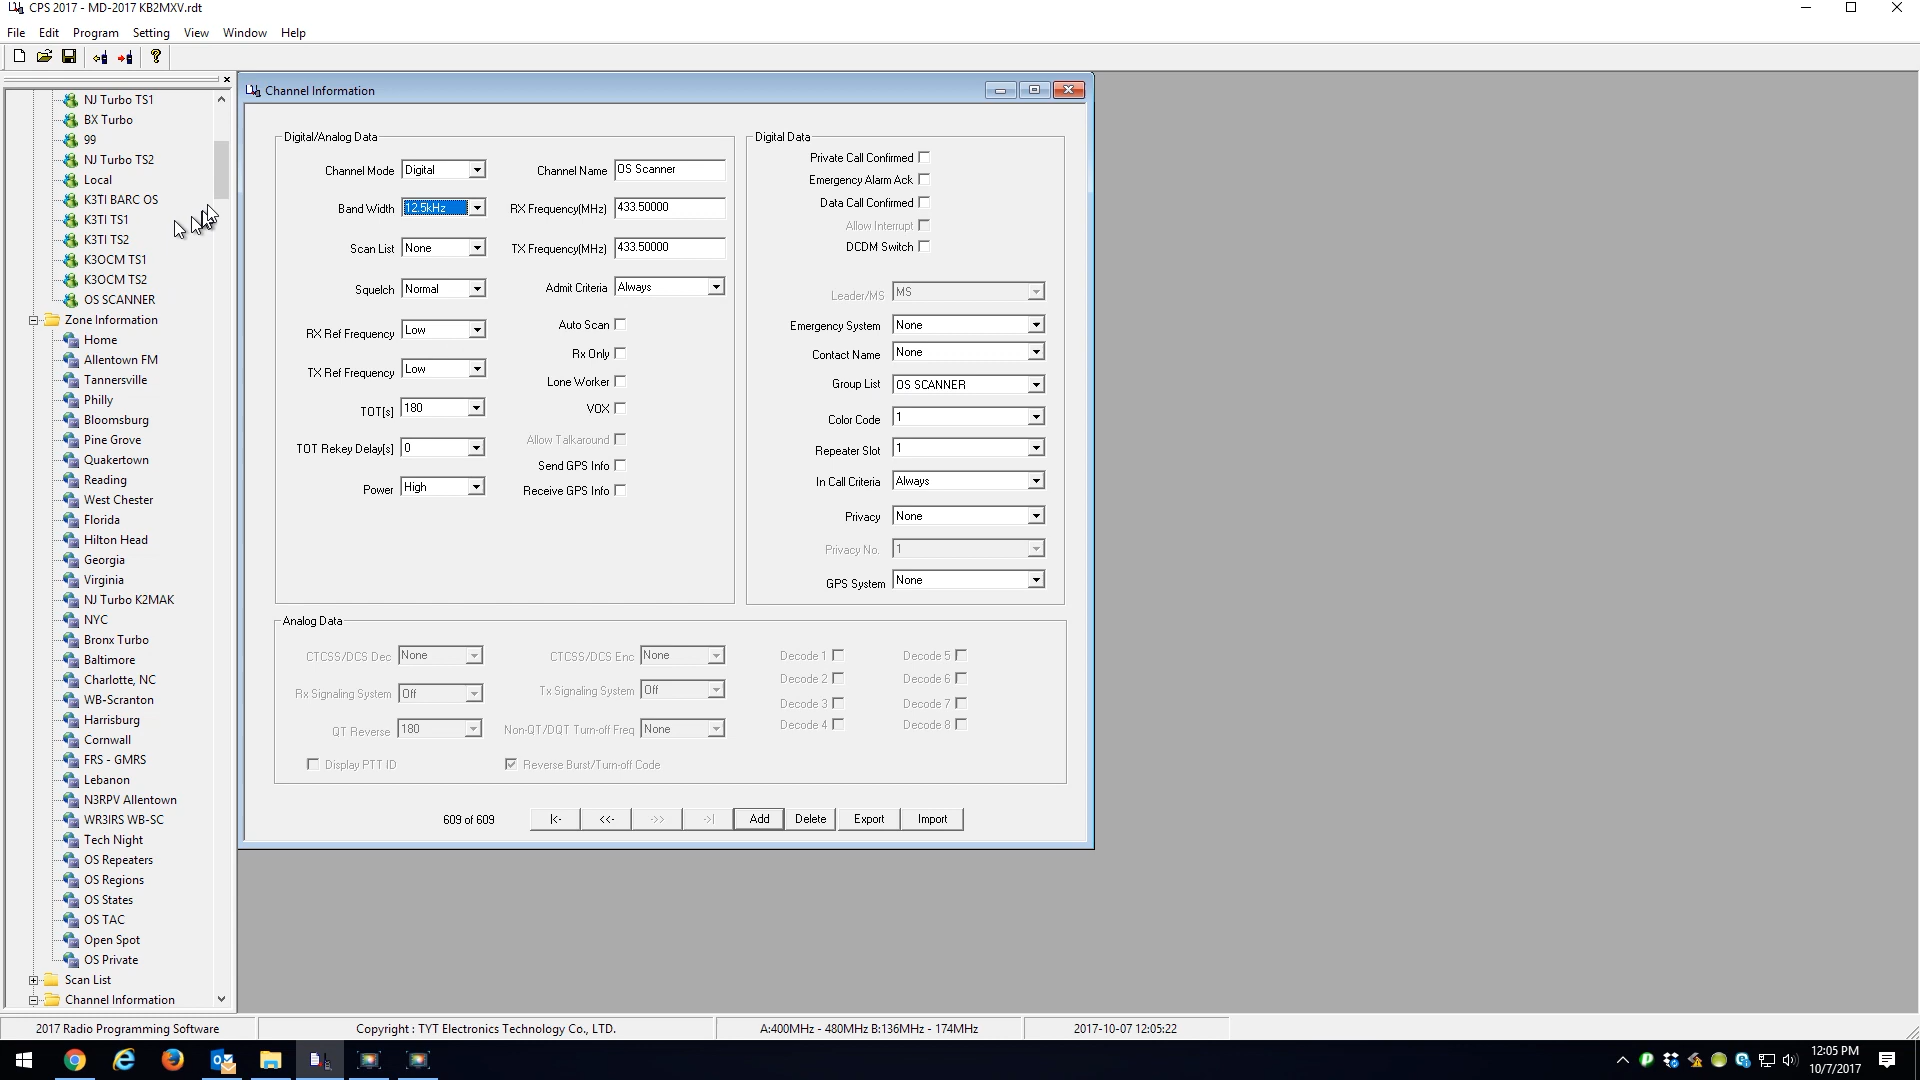 CPS 2017 - MD-2017 KB2MXV.rdt
File Edit Program Setting View Window Help
NJ Turbo TS1
BX Turbo
99
NJ Turbo TS2
Local
K3TI BARC OS
K3TI TS1
K3TI TS2
K3OCM TS1
K3OCM TS2
OS SCANNER
Zone Information
Home
Allentown FM
Tannersville
Philly
Bloomsburg
Pine Grove
Quakertown
Reading
West Chester
Florida
Hilton Head
Georgia
Virginia
NJ Turbo K2MAK
NYC
Bronx Turbo
Baltimore
Charlotte, NC
WB-Scranton
Harrisburg
Cornwall
FRS - GMRS
Lebanon
N3RPV Allentown
WR3IRS WB-SC
Tech Night
OS Repeaters
OS Regions
OS States
OS TAC
Open Spot
OS Private
Scan List
Channel Information
Channel Information
Digital/Analog Data
Channel Mode Digital Channel Name OS Scanner
Band Width 12.5kHz RX Frequency(MHz) 433.50000
Scan List None TX Frequency(MHz) 433.50000
Squelch Normal Admit Criteria Always
RX Ref Frequency Low Auto Scan
Rx Only
TX Ref Frequency Low Lone Worker
TOT[s] 180 VOX
Allow Talkaround
TOT Rekey Delay[s] 0 Send GPS Info
Power High Receive GPS Info
Digital Data
Private Call Confirmed
Emergency Alarm Ack
Data Call Confirmed
Allow Interrupt
DCDM Switch
Leader/MS MS
Emergency System None
Contact Name None
Group List OS SCANNER
Color Code 1
Repeater Slot 1
In Call Criteria Always
Privacy None
Privacy No. 1
GPS System None
Analog Data
CTCSS/DCS Dec None CTCSS/DCS Enc None Decode 1 Decode 5
Decode 2 Decode 6
Rx Signaling System Off Tx Signaling System Off Decode 3 Decode 7
QT Reverse 180 Non-QT/DQT Turn-off Freq None Decode 4 Decode 8
Display PTT ID Reverse Burst/Turn-off Code
609 of 609 |<- <<- ->> ->| Add Delete Export Import
2017 Radio Programming Software Copyright : TYT Electronics Technology Co., LTD. A:400MHz - 480MHz B:136MHz - 174MHz 2017-10-07 12:05:22
12:05 PM
10/7/2017